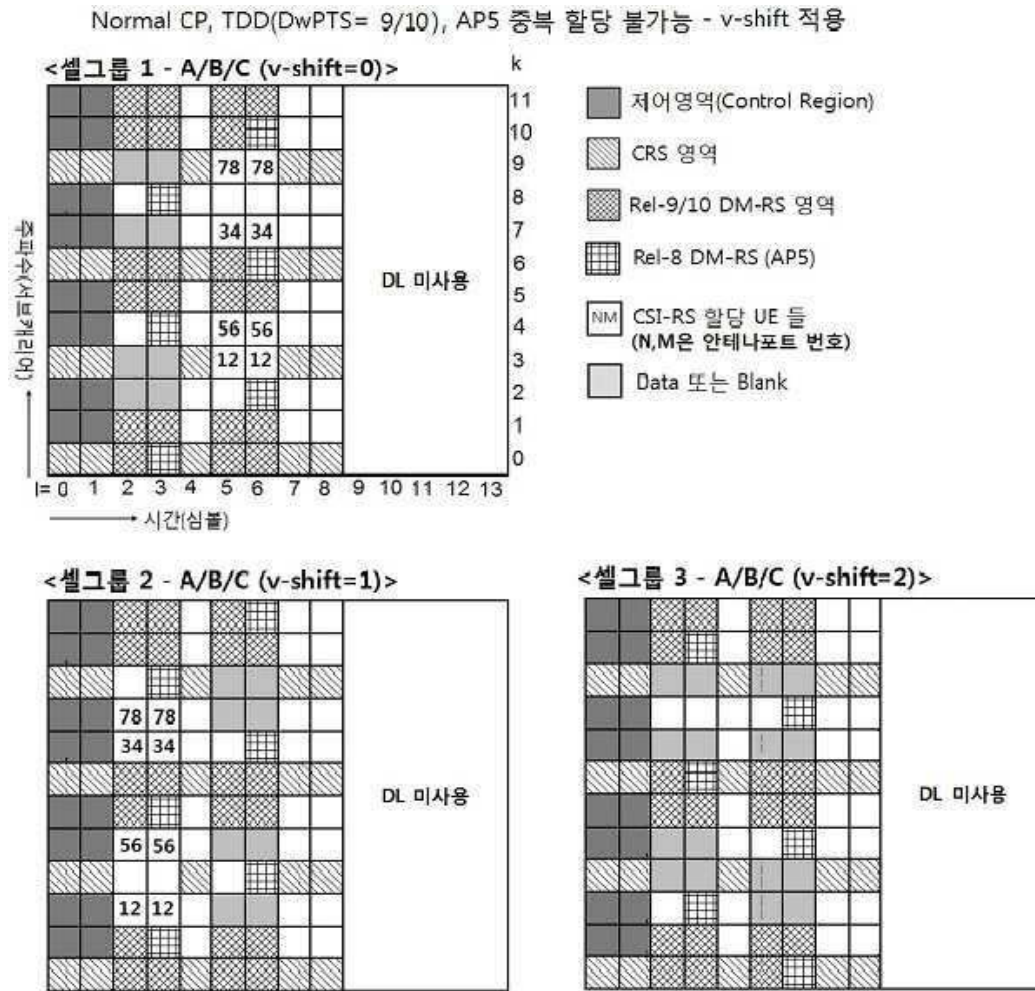 Normal CP, TDD(DwPTS= 9/10), AP5 중복 할당 불가능 - v-shift 적용
<셀그룹 1 - A/B/C (v-shift=0)>
k
11
10
78 78
9
8
34 34
7
6
5
56 56
4
12 12
3
2
1
0
DL 미사용
주파수(서브캐리어)
l= 0 1 2 3 4 5 6 7 8 9 10 11 12 13
시간(심볼)
제어영역(Control Region)
CRS 영역
Rel-9/10 DM-RS 영역
Rel-8 DM-RS (AP5)
NM CSI-RS 할당 UE 들
(N,M은 안테나포트 번호)
Data 또는 Blank
<셀그룹 2 - A/B/C (v-shift=1)>
78 78
34 34
56 56
12 12
DL 미사용
<셀그룹 3 - A/B/C (v-shift=2)>
DL 미사용